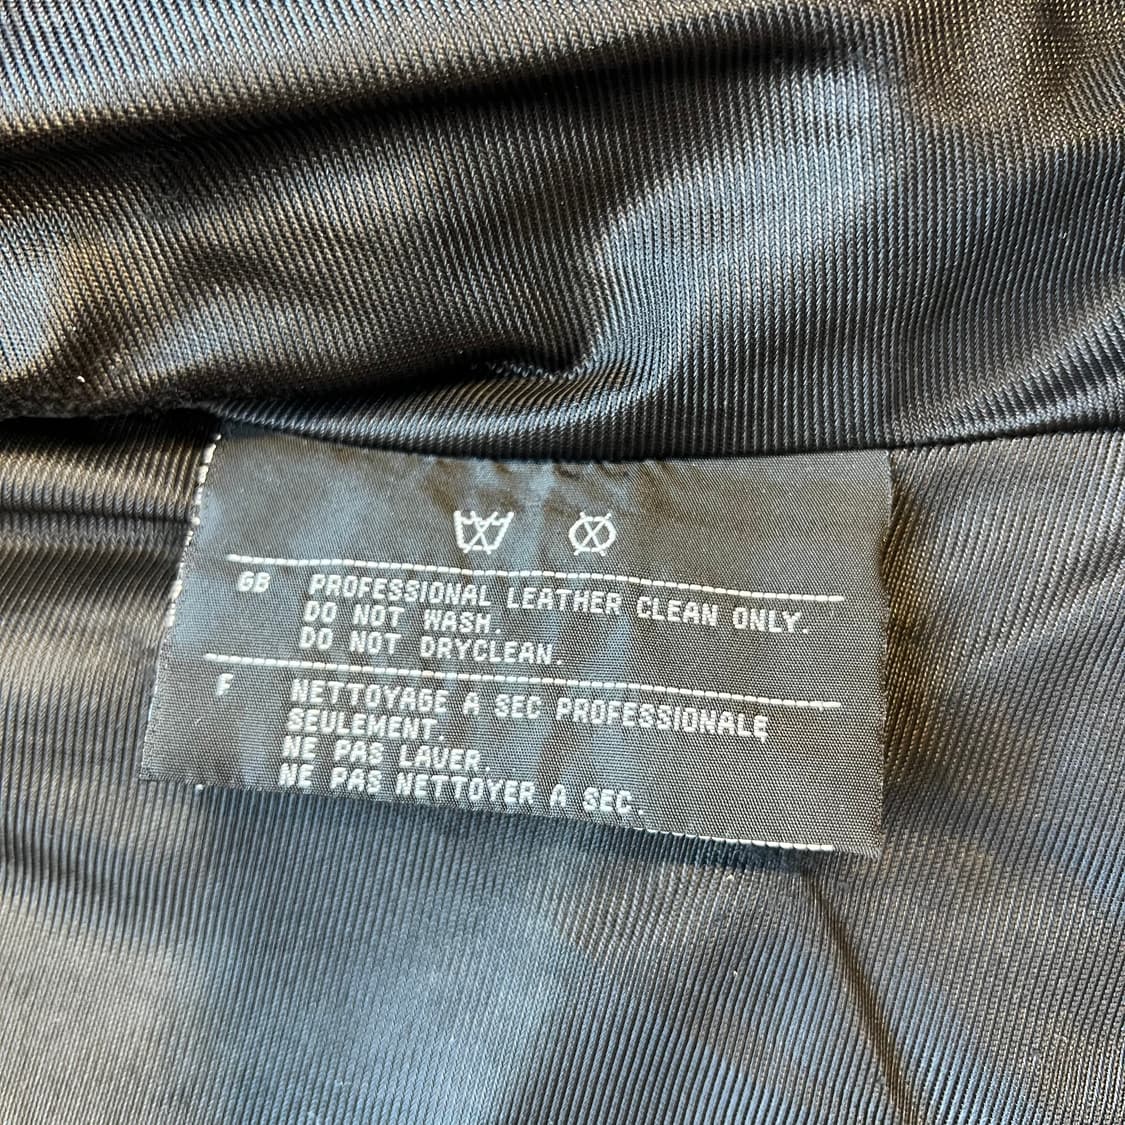 GB PROFESSIONAL LEATHER CLEAN ONLY.
DO NOT WASH.
DO NOT DRYCLEAN.
F NETTOYAGE A SEC PROFESSIONALE
SEULEMENT.
NE PAS LAVER.
NE PAS NETTOYER A SEC.